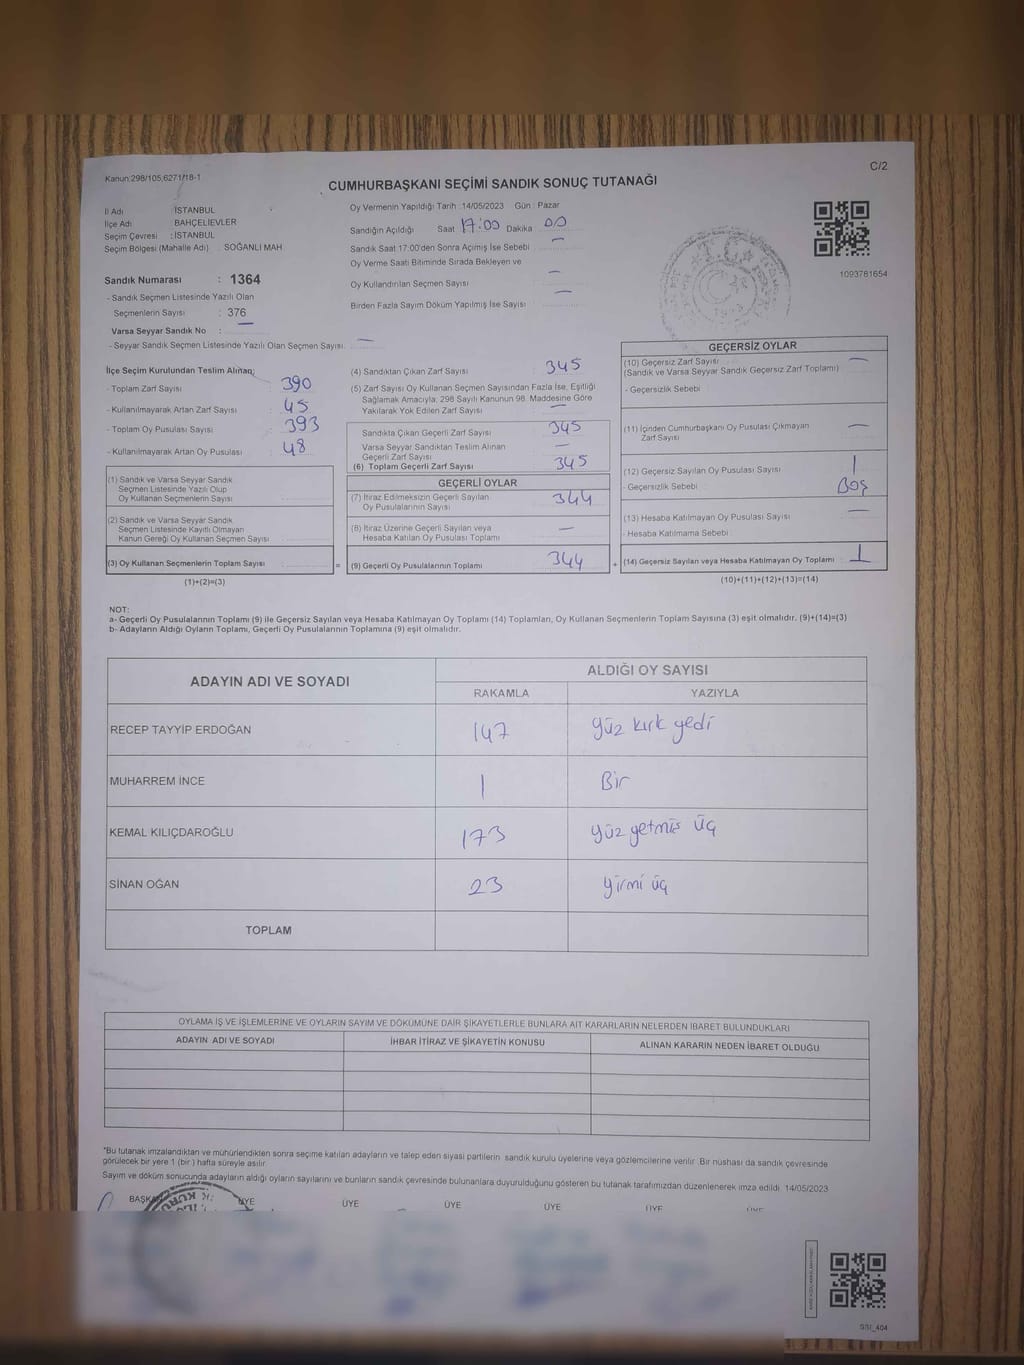 Kanun:298/105,6271/18-1
C/2
CUMHURBAŞKANI SEÇİMİ SANDIK SONUÇ TUTANAĞI
İl Adı : İSTANBUL
İlçe Adı : BAHÇELİEVLER
Seçim Çevresi : İSTANBUL
Seçim Bölgesi (Mahalle Adı) : SOĞANLI MAH.
Sandık Numarası : 1364
- Sandık Seçmen Listesinde Yazılı Olan
Seçmenlerin Sayısı : 376
Varsa Seyyar Sandık No : —
- Seyyar Sandık Seçmen Listesinde Yazılı Olan Seçmen Sayısı: —
Oy Vermenin Yapıldığı Tarih : 14/05/2023 Gün : Pazar
Sandığın Açıldığı Saat 17:00 Dakika 00
Sandık Saat 17:00'den Sonra Açımış İse Sebebi : —
Oy Verme Saati Bitiminde Sırada Bekleyen ve
Oy Kullandırılan Seçmen Sayısı —
Birden Fazla Sayım Döküm Yapılmış İse Sayısı : —
T.C.
1093781654
İlçe Seçim Kurulundan Teslim Alınan;
- Toplam Zarf Sayısı : 390
- Kullanılmayarak Artan Zarf Sayısı : 45
- Toplam Oy Pusulası Sayısı : 393
- Kullanılmayarak Artan Oy Pusulası : 48
(1) Sandık ve Varsa Seyyar Sandık
Seçmen Listesinde Yazılı Olup
Oy Kullanan Seçmenlerin Sayısı :
(2) Sandık ve Varsa Seyyar Sandık
Seçmen Listesinde Kayıtlı Olmayan
Kanun Gereği Oy Kullanan Seçmen Sayısı :
(3) Oy Kullanan Seçmenlerin Toplam Sayısı :
(1)+(2)=(3)
=
(4) Sandıktan Çıkan Zarf Sayısı : 345
(5) Zarf Sayısı Oy Kullanan Seçmen Sayısından Fazla İse, Eşitliği
Sağlamak Amacıyla; 298 Sayılı Kanunun 98. Maddesine Göre
Yakılarak Yok Edilen Zarf Sayısı : —
Sandıkta Çıkan Geçerli Zarf Sayısı : 345
Varsa Seyyar Sandıktan Teslim Alınan
Geçerli Zarf Sayısı : —
(6) Toplam Geçerli Zarf Sayısı : 345
GEÇERLİ OYLAR
(7) İtiraz Edilmeksizin Geçerli Sayılan
Oy Pusulalarının Sayısı : 344
(8) İtiraz Üzerine Geçerli Sayılan veya
Hesaba Katılan Oy Pusulası Toplamı : —
(9) Geçerli Oy Pusulalarının Toplamı : 344
+
GEÇERSİZ OYLAR
(10) Geçersiz Zarf Sayısı : —
(Sandık ve Varsa Seyyar Sandık Geçersiz Zarf Toplamı)
- Geçersizlik Sebebi :
(11) İçinden Cumhurbaşkanı Oy Pusulası Çıkmayan
Zarf Sayısı : —
(12) Geçersiz Sayılan Oy Pusulası Sayısı : 1
- Geçersizlik Sebebi : Boş
(13) Hesaba Katılmayan Oy Pusulası Sayısı : —
- Hesaba Katılmama Sebebi :
(14) Geçersiz Sayılan veya Hesaba Katılmayan Oy Toplamı : 1
(10)+(11)+(12)+(13)=(14)
NOT:
a- Geçerli Oy Pusulalarının Toplamı (9) ile Geçersiz Sayılan veya Hesaba Katılmayan Oy Toplamı (14) Toplamları, Oy Kullanan Seçmenlerin Toplam Sayısına (3) eşit olmalıdır. (9)+(14)=(3)
b- Adayların Aldığı Oyların Toplamı, Geçerli Oy Pusulalarının Toplamına (9) eşit olmalıdır.
ADAYIN ADI VE SOYADI
ALDIĞI OY SAYISI
RAKAMLA YAZIYLA
RECEP TAYYİP ERDOĞAN 147 yüz kırk yedi
MUHARREM İNCE 1 Bir
KEMAL KILIÇDAROĞLU 173 yüz yetmiş üç
SİNAN OĞAN 23 yirmi üç
TOPLAM
OYLAMA İŞ VE İŞLEMLERİNE VE OYLARIN SAYIM VE DÖKÜMÜNE DAİR ŞİKAYETLERLE BUNLARA AİT KARARLARIN NELERDEN İBARET BULUNDUKLARI
ADAYIN ADI VE SOYADI İHBAR İTİRAZ VE ŞİKAYETİN KONUSU ALINAN KARARIN NEDEN İBARET OLDUĞU
*Bu tutanak imzalandıktan ve mühürlendikten sonra seçime katılan adayların ve talep eden siyasi partilerin sandık kurulu üyelerine veya gözlemcilerine verilir. Bir nüshası da sandık çevresinde
görülecek bir yere 1 (bir) hafta süreyle asılır.
Sayım ve döküm sonucunda adayların aldığı oyların sayılarını ve bunların sandık çevresinde bulunanlara duyurulduğunu gösteren bu tutanak tarafımızdan düzenlenerek imza edildi. 14/05/2023
BAŞKAN ÜYE ÜYE ÜYE ÜYE ÜYE ÜYE